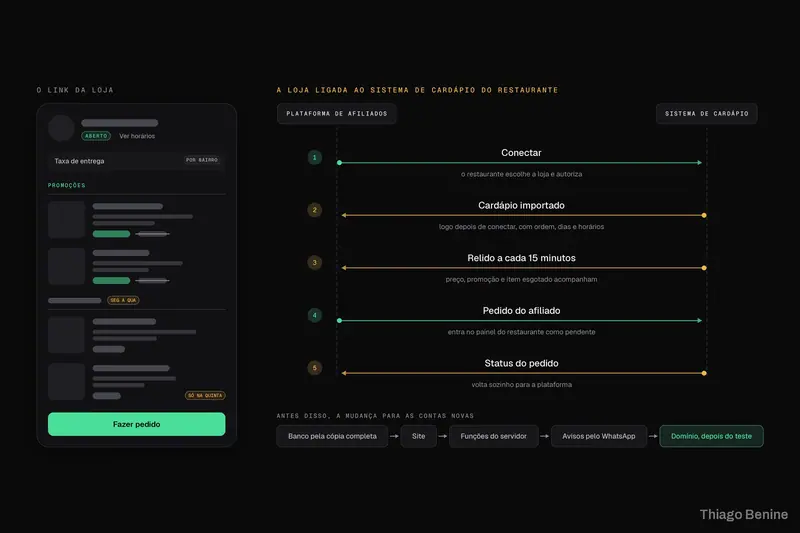 O LINK DA LOJA
ABERTO
Ver horários
Taxa de entrega
POR BAIRRO
PROMOÇÕES
SEG A QUA
SÓ NA QUINTA
Fazer pedido
A LOJA LIGADA AO SISTEMA DE CARDÁPIO DO RESTAURANTE
PLATAFORMA DE AFILIADOS
SISTEMA DE CARDÁPIO
1
Conectar
o restaurante escolhe a loja e autoriza
2
Cardápio importado
logo depois de conectar, com ordem, dias e horários
3
Relido a cada 15 minutos
preço, promoção e item esgotado acompanham
4
Pedido do afiliado
entra no painel do restaurante como pendente
5
Status do pedido
volta sozinho para a plataforma
ANTES DISSO, A MUDANÇA PARA AS CONTAS NOVAS
Banco pela cópia completa
Site
Funções do servidor
Avisos pelo WhatsApp
Domínio, depois do teste
Thiago Benine